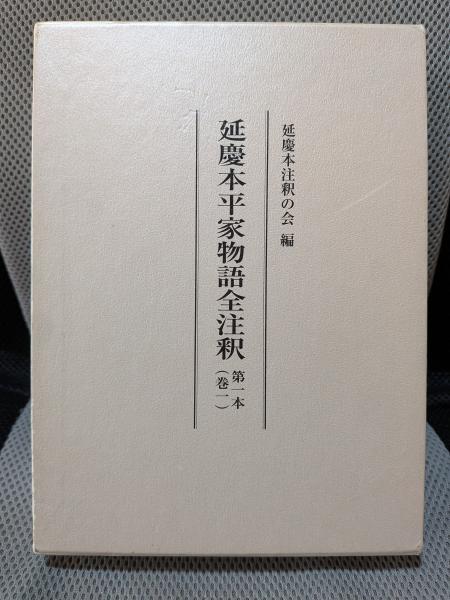 延慶本注釈の会 編
延慶本平家物語全注釈 第一本
（巻一）